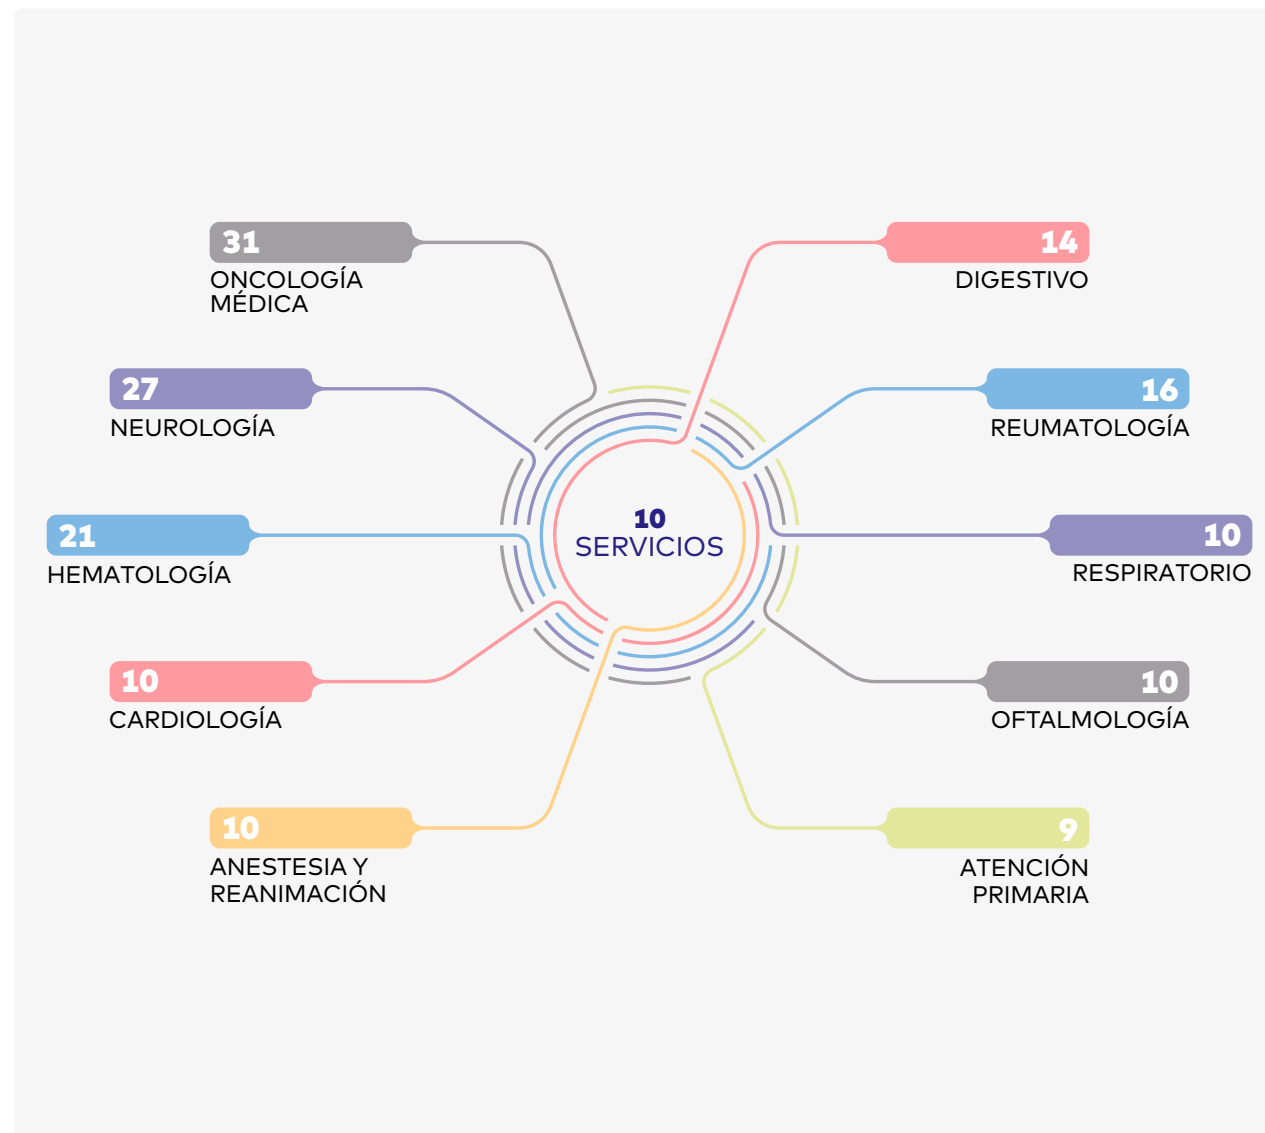 31
ONCOLOGÍA
MÉDICA
27
NEUROLOGÍA
21
HEMATOLOGÍA
10
CARDIOLOGÍA
10
ANESTESIA Y
REANIMACIÓN
10
SERVICIOS
14
DIGESTIVO
16
REUMATOLOGÍA
10
RESPIRATORIO
10
OFTALMOLOGÍA
9
ATENCIÓN
PRIMARIA